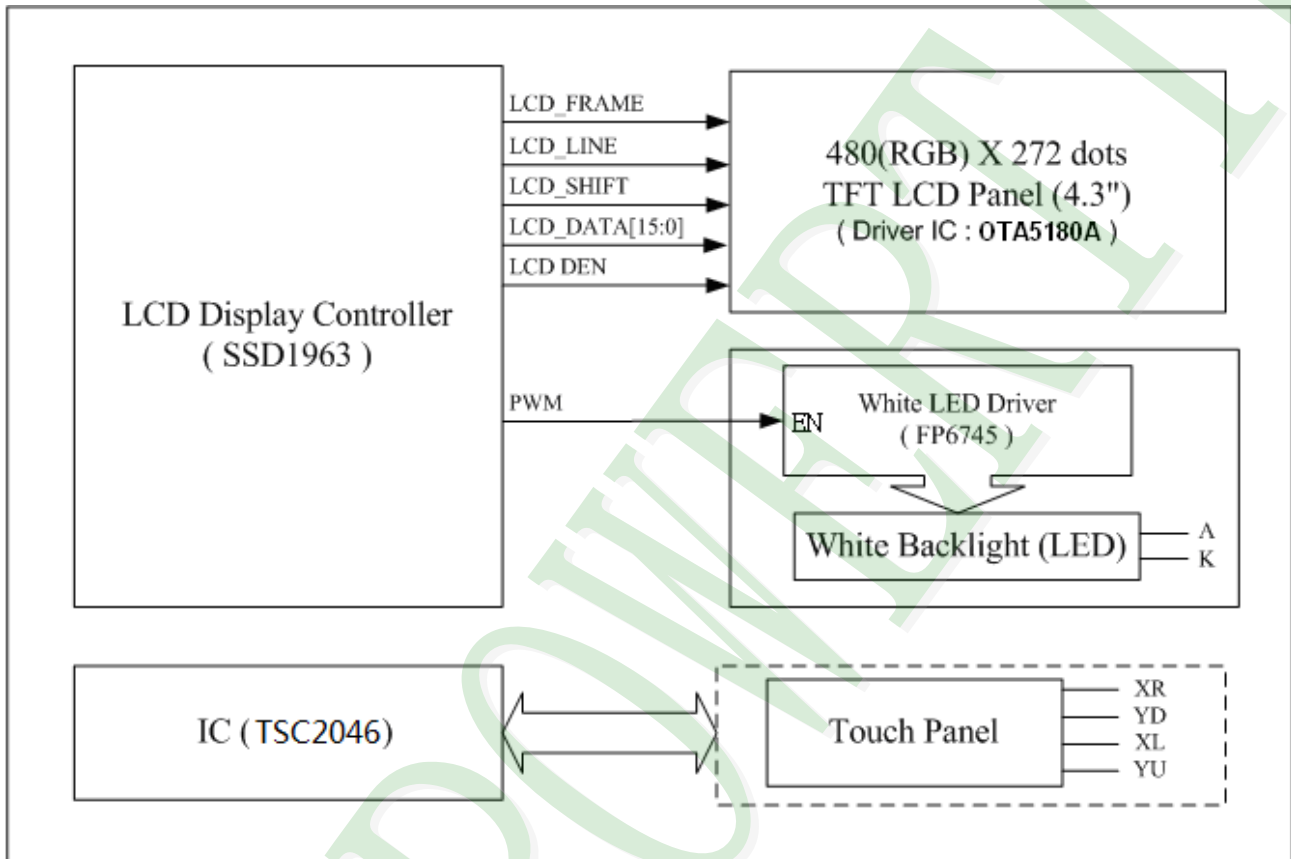 LCD Display Controller
( SSD1963 )
LCD_FRAME
LCD_LINE
LCD_SHIFT
LCD_DATA[15:0]
LCD DEN
PWM
480(RGB) X 272 dots
TFT LCD Panel (4.3")
( Driver IC : OTA5180A )
EN
White LED Driver
( FP6745 )
White Backlight (LED)
A
K
IC ( TSC2046)
Touch Panel
XR
YD
XL
YU
POWERTI